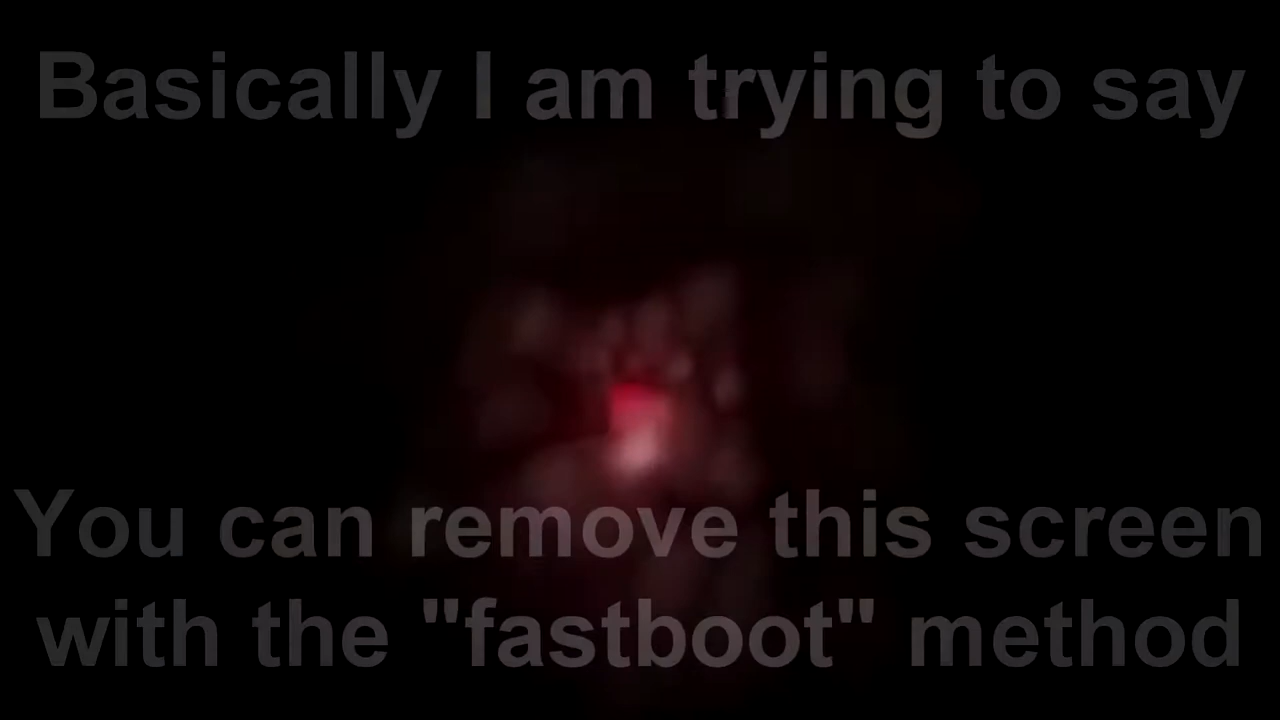 Basically I am trying to say
You can remove this screen
with the "fastboot" method